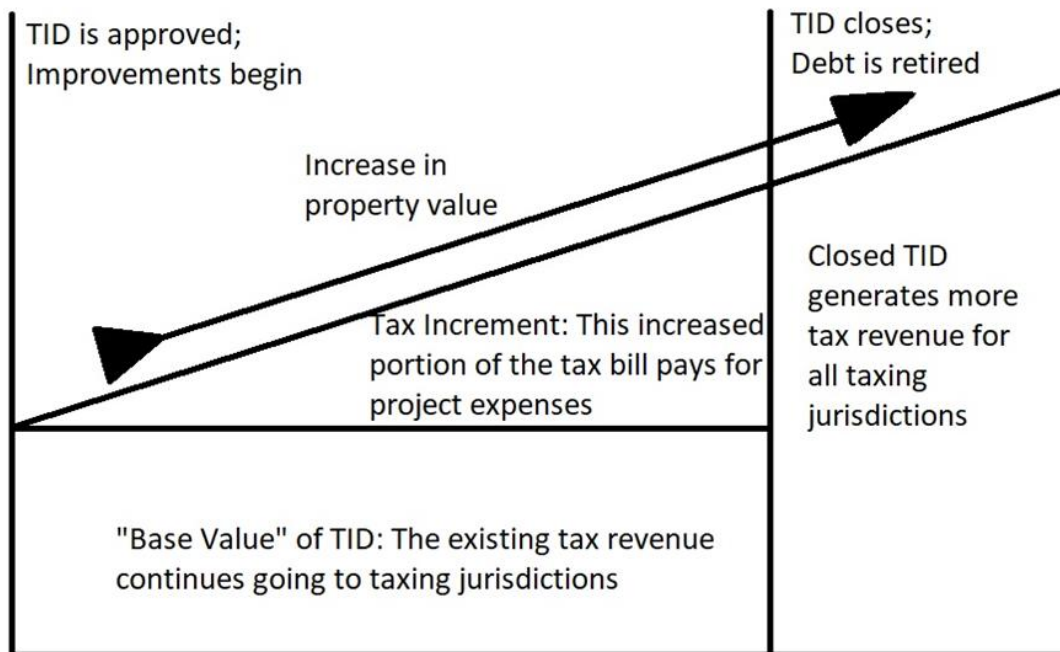 TID is approved;
Improvements begin
TID closes;
Debt is retired
Increase in
property value
Tax Increment: This increased
portion of the tax bill pays for
project expenses
Closed TID
generates more
tax revenue for
all taxing
jurisdictions
"Base Value" of TID: The existing tax revenue
continues going to taxing jurisdictions